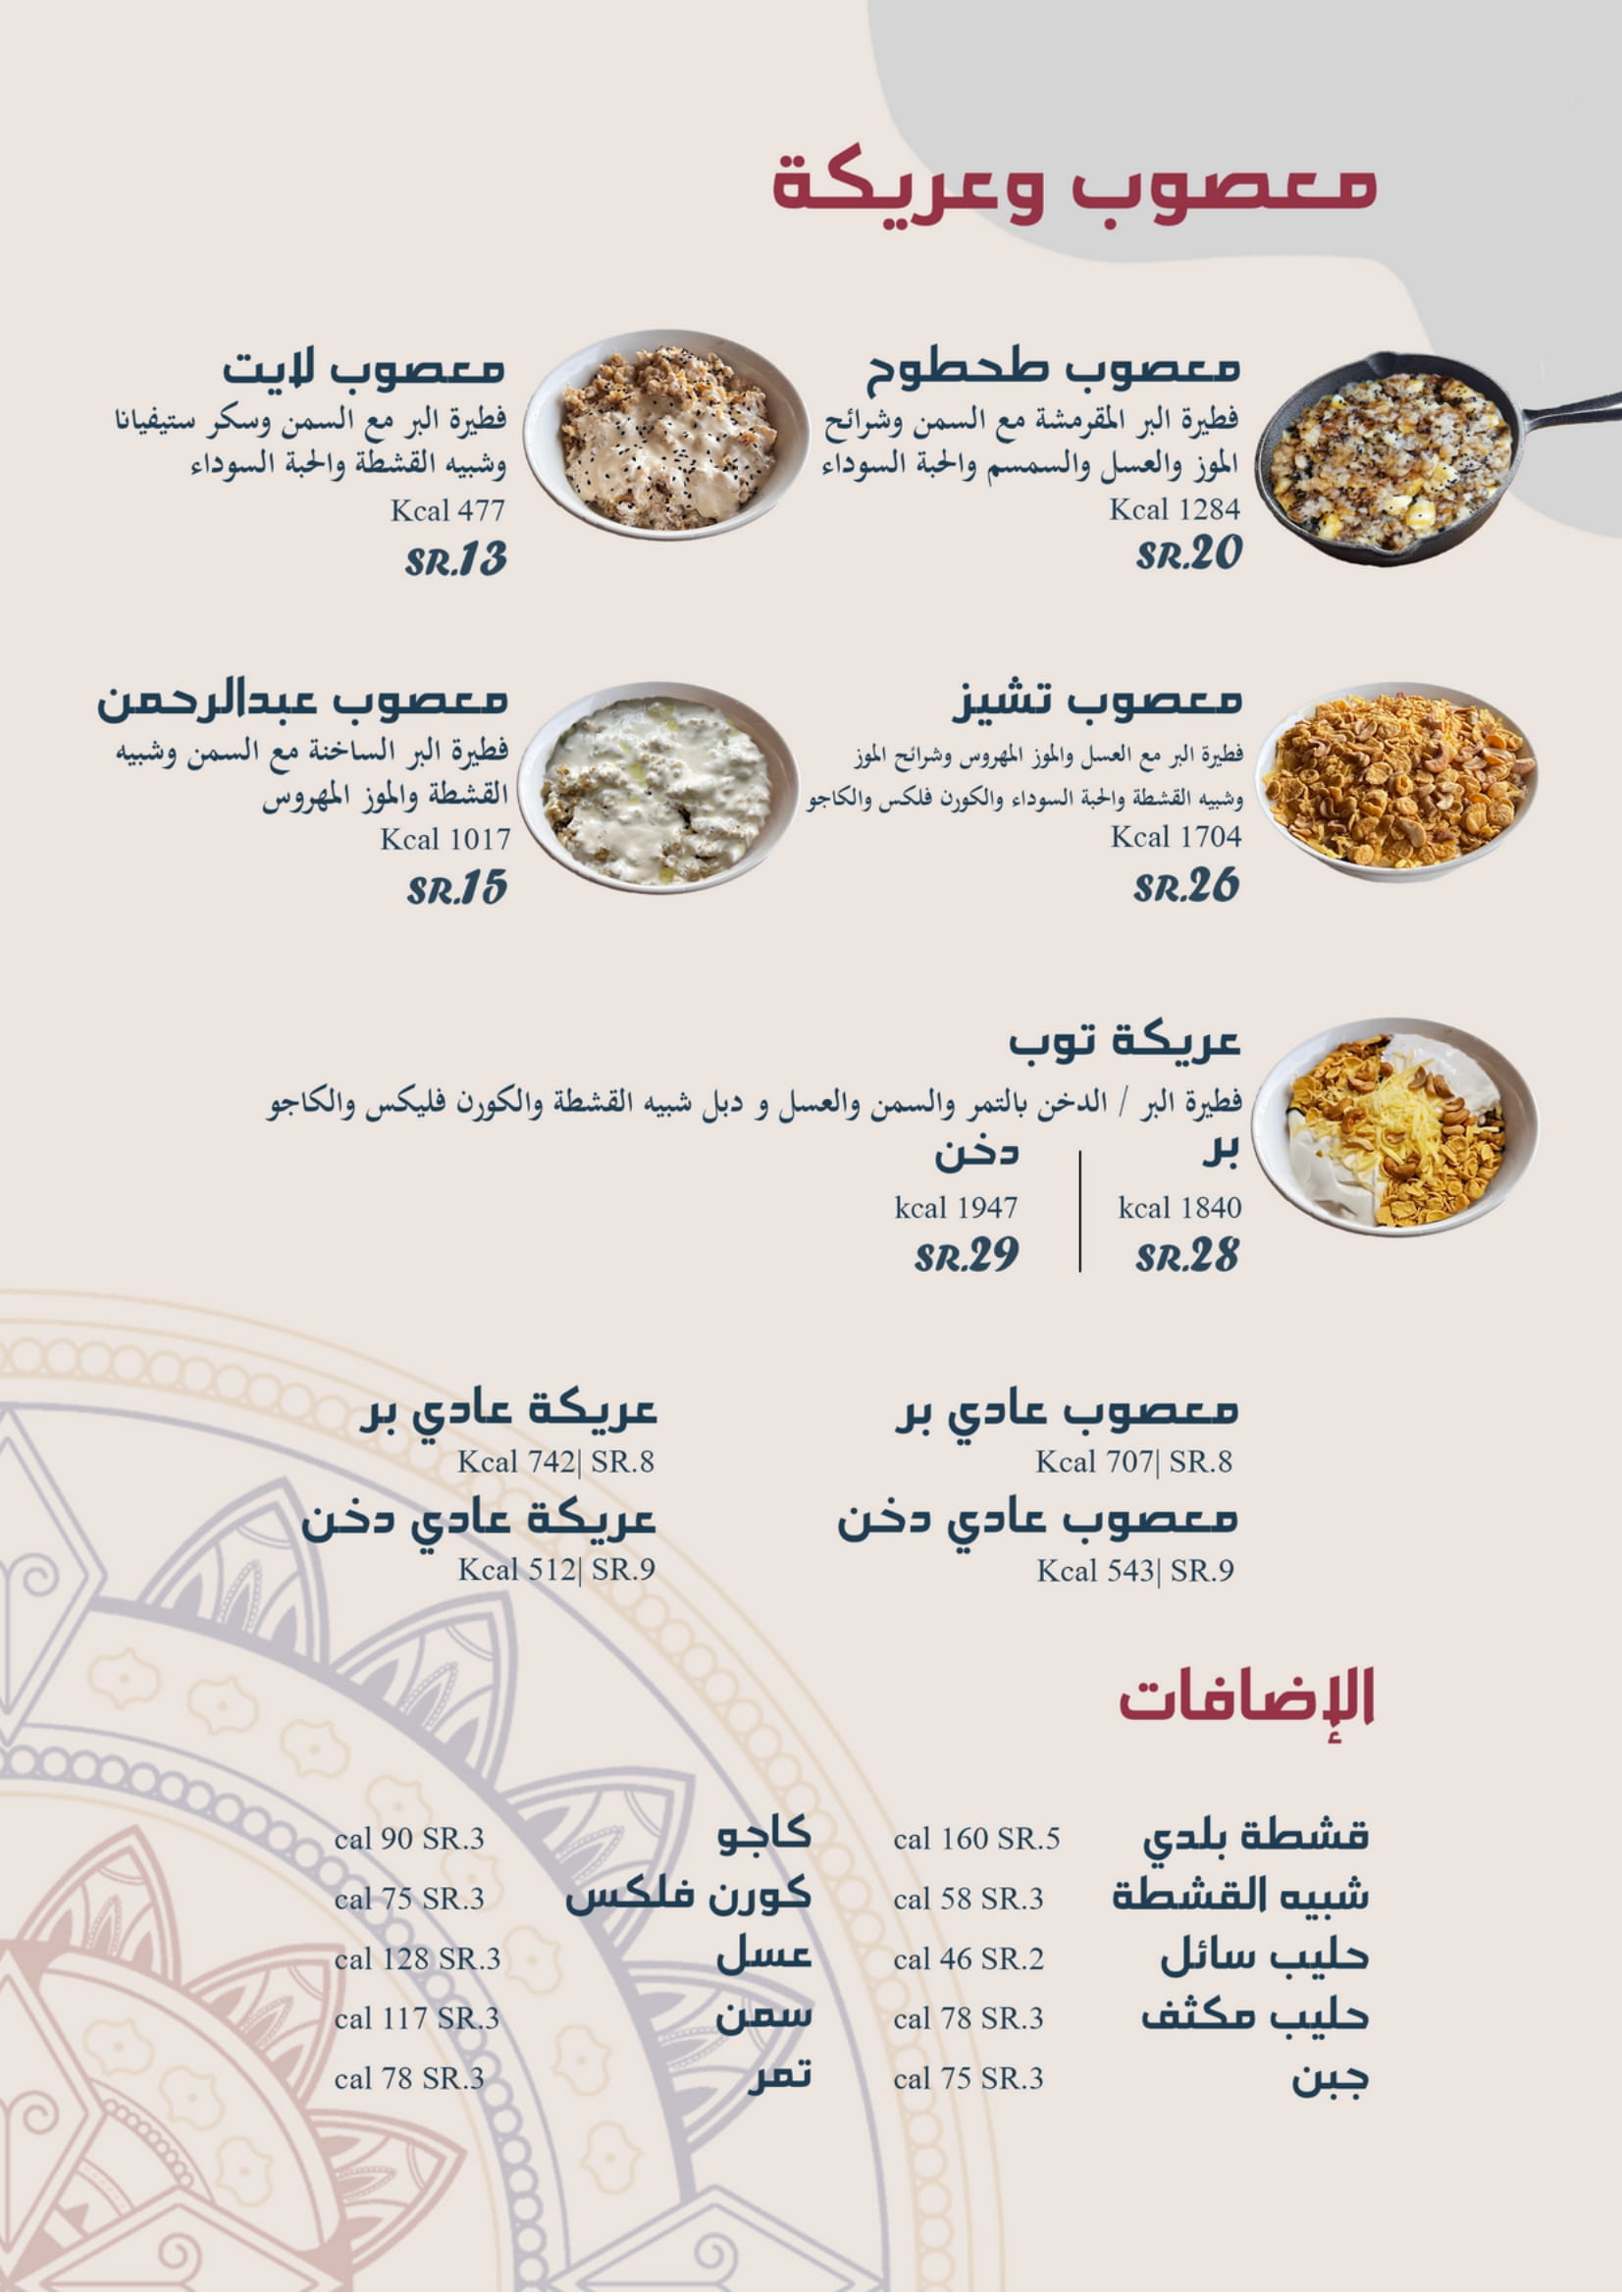 معصوب وعريكة
معصوب طحطوح
فطيرة البر المقرمشة مع السمن وشرائح
الموز والعسل والسمسم والحبة السوداء
Kcal 1284
SR.20
معصوب لايت
فطيرة البر مع السمن وسكر ستيفيانا
وشبيه القشطة والحبة السوداء
Kcal 477
SR.13
معصوب تشيز
فطيرة البر مع العسل والموز المهروس وشرائح الموز
وشبيه القشطة والحبة السوداء والكورن فلكس والكاجو
Kcal 1704
SR.26
معصوب عبدالرحمن
فطيرة البر الساخنة مع السمن وشبيه
القشطة والموز المهروس
Kcal 1017
SR.15
عريكة توب
فطيرة البر / الدخن بالتمر والسمن والعسل و دبل شبيه القشطة والكورن فليكس والكاجو
بر
kcal 1840
SR.28
دخن
kcal 1947
SR.29
معصوب عادي بر
Kcal 707| SR.8
معصوب عادي دخن
Kcal 543| SR.9
عريكة عادي بر
Kcal 742| SR.8
عريكة عادي دخن
Kcal 512| SR.9
الإضافات
قشطة بلدي cal 160 SR.5
شبيه القشطة cal 58 SR.3
حليب سائل cal 46 SR.2
حليب مكثف cal 78 SR.3
جبن cal 75 SR.3
كاجو cal 90 SR.3
كورن فلكس cal 75 SR.3
عسل cal 128 SR.3
سمن cal 117 SR.3
تمر cal 78 SR.3